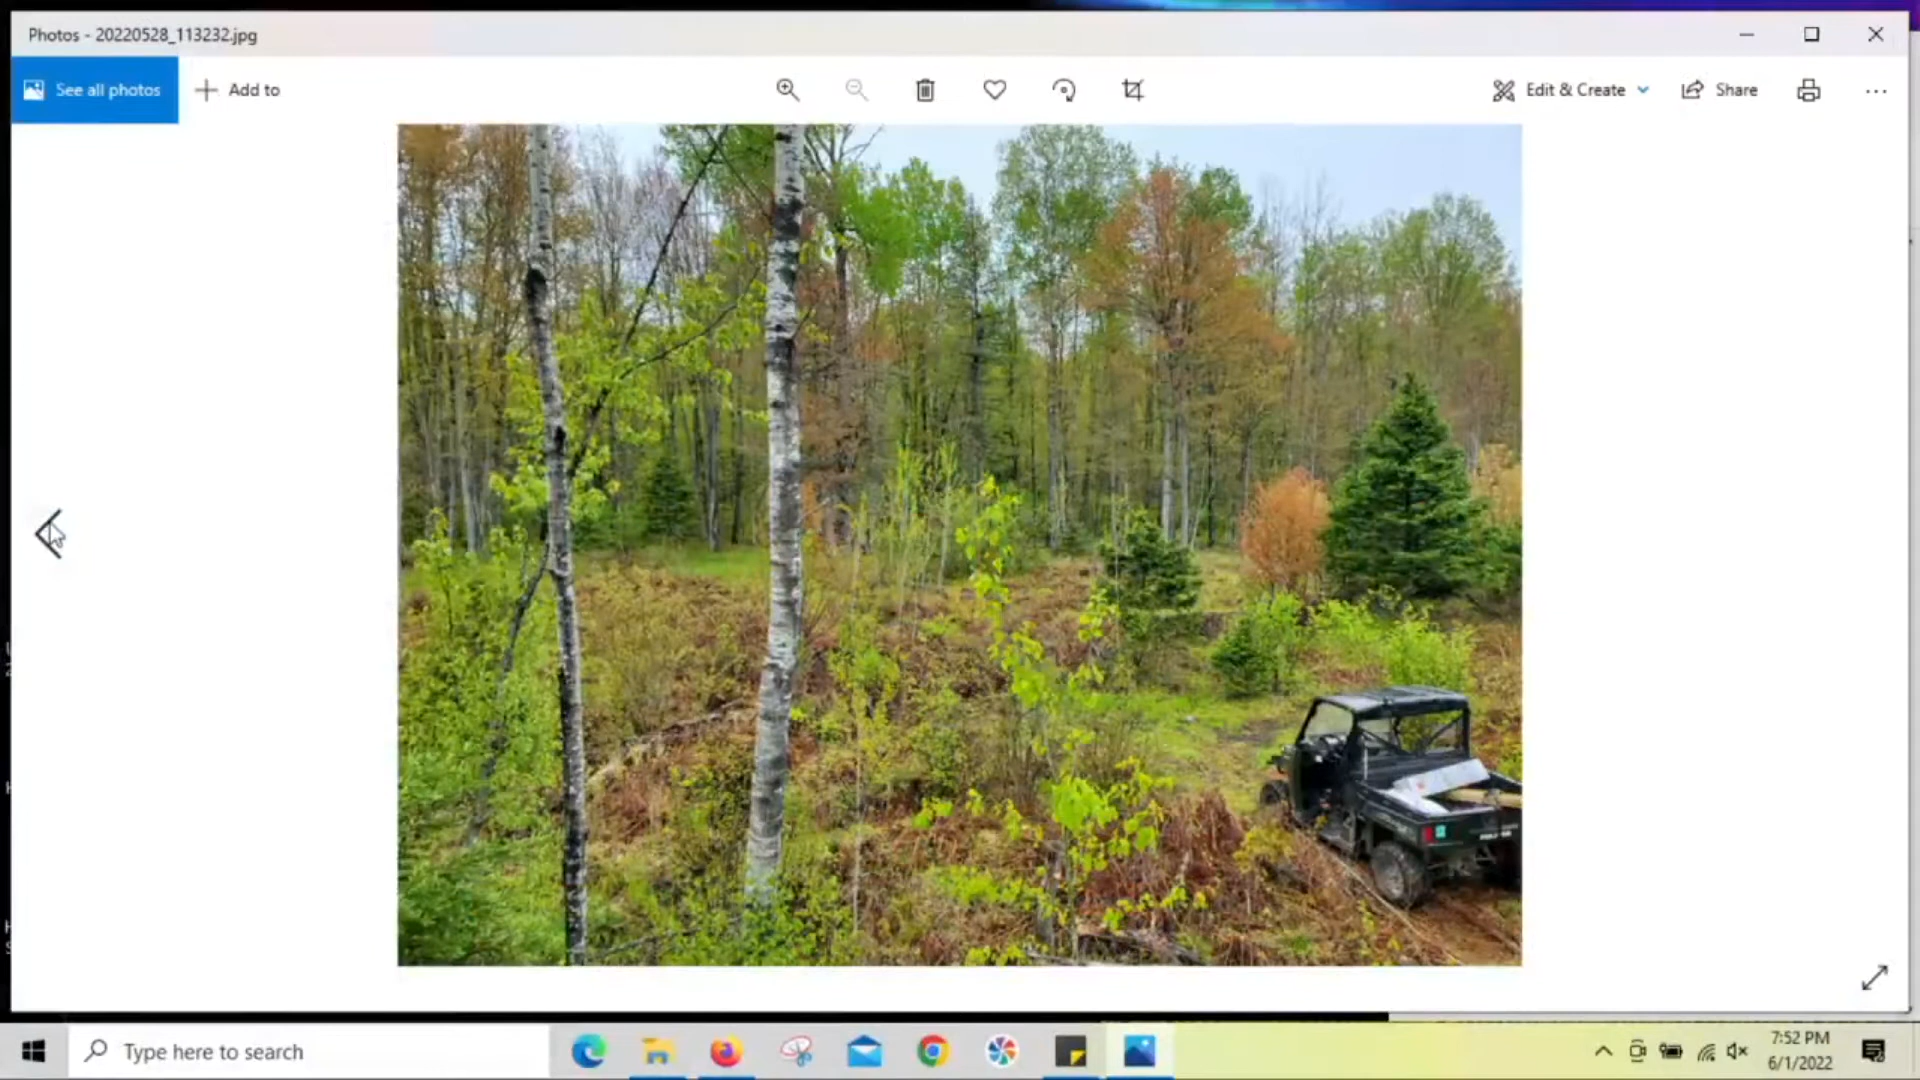 Photos - 20220528_113232.jpg
See all photos
Add to
Edit & Create
Share
Type here to search
7:52 PM
6/1/2022